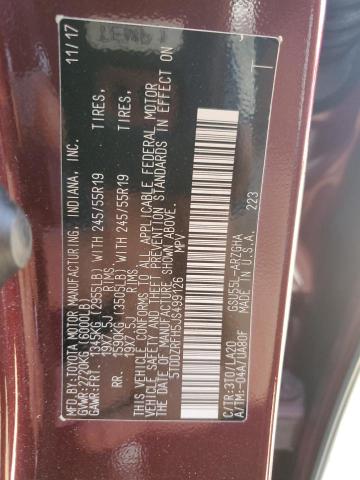 MFD.BY:TOYOTA MOTOR MANUFACTURING, INDIANA, INC. 11/17
GVWR:2720KG (6000LB)
GAWR:FRT. 1345KG (2955LB) WITH 245/55R19 TIRES,
19X7.5J RIMS,
RR. 1590KG (3505LB) WITH 245/55R19 TIRES,
19X7.5J RIMS.
THIS VEHICLE CONFORMS TO ALL APPLICABLE FEDERAL MOTOR
VEHICLE SAFETY AND THEFT PREVENTION STANDARDS IN EFFECT ON
THE DATE OF MANUFACTURE SHOWN ABOVE.
5TDDZRFH5JS499126 MPV
C/TR:3T0/LA20 GSU55L-ARZGHA 223
A/TM:-04A/UA80F MADE IN U.S.A.